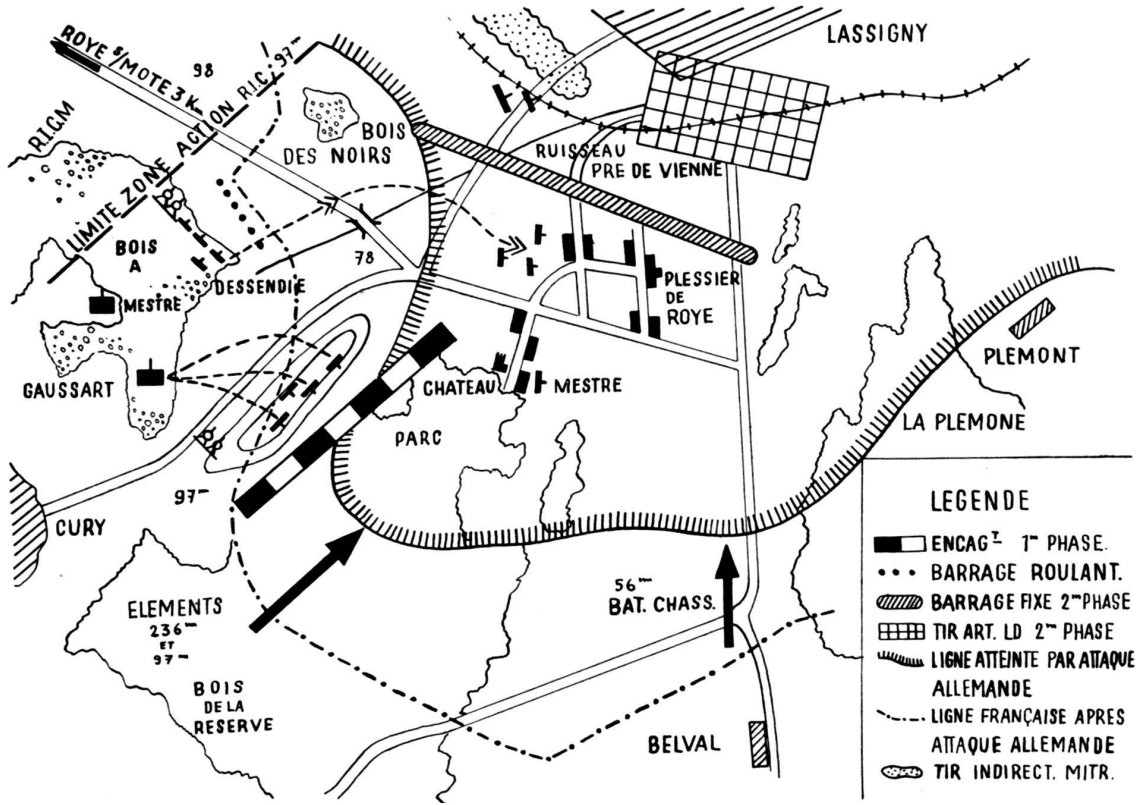 LASSIGNY
ROYE S/MOTE 3 Km
98
R.I.C.M
LIMITE ZONE ACTION R.I.C. 97me
BOIS
DES NOIRS
RUISSEAU
PRE DE VIENNE
BOIS
A
78
DESSENDIE
MESTRE
PLESSIER
DE
ROYE
PLEMONT
GAUSSART
CHATEAU
MESTRE
PARC
LA PLEMONE
97me
CURY
ELEMENTS
236me
ET
97me
BOIS
DE LA
RESERVE
56me
BAT. CHASS.
BELVAL
LEGENDE
ENCAGT 1re PHASE.
BARRAGE ROULANT.
BARRAGE FIXE 2me PHASE
TIR ART. LD 2me PHASE
LIGNE ATTEINTE PAR ATTAQUE
ALLEMANDE
LIGNE FRANÇAISE APRES
ATTAQUE ALLEMANDE
TIR INDIRECT. MITR.